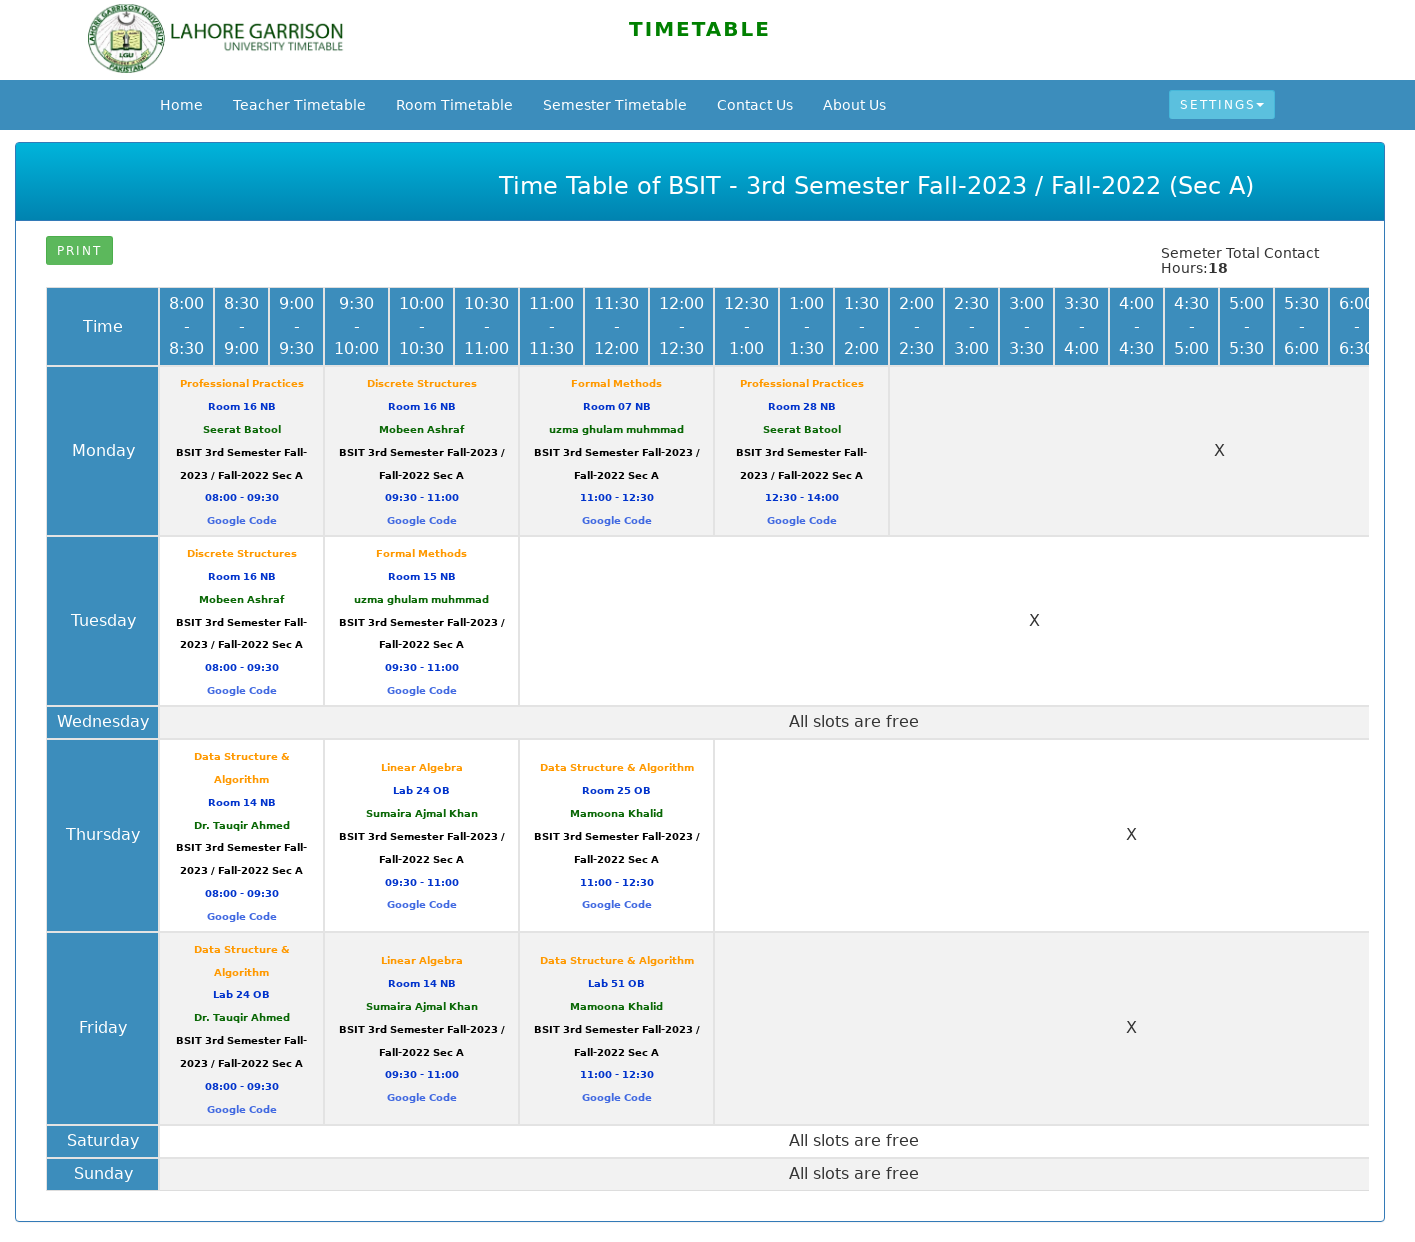 LAHORE GARRISON UNIVERSITY
LGU
PAKISTAN
LAHORE GARRISON
UNIVERSITY TIMETABLE
TIMETABLE
Home Teacher Timetable Room Timetable Semester Timetable Contact Us About Us SETTINGS
Time Table of BSIT - 3rd Semester Fall-2023 / Fall-2022 (Sec A)
PRINT
Semeter Total Contact
Hours:18
Time
8:00 - 8:30
8:30 - 9:00
9:00 - 9:30
9:30 - 10:00
10:00 - 10:30
10:30 - 11:00
11:00 - 11:30
11:30 - 12:00
12:00 - 12:30
12:30 - 1:00
1:00 - 1:30
1:30 - 2:00
2:00 - 2:30
2:30 - 3:00
3:00 - 3:30
3:30 - 4:00
4:00 - 4:30
4:30 - 5:00
5:00 - 5:30
5:30 - 6:00
6:00 - 6:30
Monday
Professional Practices
Room 16 NB
Seerat Batool
BSIT 3rd Semester Fall-
2023 / Fall-2022 Sec A
08:00 - 09:30
Google Code
Discrete Structures
Room 16 NB
Mobeen Ashraf
BSIT 3rd Semester Fall-2023 /
Fall-2022 Sec A
09:30 - 11:00
Google Code
Formal Methods
Room 07 NB
uzma ghulam muhmmad
BSIT 3rd Semester Fall-2023 /
Fall-2022 Sec A
11:00 - 12:30
Google Code
Professional Practices
Room 28 NB
Seerat Batool
BSIT 3rd Semester Fall-
2023 / Fall-2022 Sec A
12:30 - 14:00
Google Code
X
Tuesday
Discrete Structures
Room 16 NB
Mobeen Ashraf
BSIT 3rd Semester Fall-
2023 / Fall-2022 Sec A
08:00 - 09:30
Google Code
Formal Methods
Room 15 NB
uzma ghulam muhmmad
BSIT 3rd Semester Fall-2023 /
Fall-2022 Sec A
09:30 - 11:00
Google Code
X
Wednesday
All slots are free
Thursday
Data Structure &
Algorithm
Room 14 NB
Dr. Tauqir Ahmed
BSIT 3rd Semester Fall-
2023 / Fall-2022 Sec A
08:00 - 09:30
Google Code
Linear Algebra
Lab 24 OB
Sumaira Ajmal Khan
BSIT 3rd Semester Fall-2023 /
Fall-2022 Sec A
09:30 - 11:00
Google Code
Data Structure & Algorithm
Room 25 OB
Mamoona Khalid
BSIT 3rd Semester Fall-2023 /
Fall-2022 Sec A
11:00 - 12:30
Google Code
X
Friday
Data Structure &
Algorithm
Lab 24 OB
Dr. Tauqir Ahmed
BSIT 3rd Semester Fall-
2023 / Fall-2022 Sec A
08:00 - 09:30
Google Code
Linear Algebra
Room 14 NB
Sumaira Ajmal Khan
BSIT 3rd Semester Fall-2023 /
Fall-2022 Sec A
09:30 - 11:00
Google Code
Data Structure & Algorithm
Lab 51 OB
Mamoona Khalid
BSIT 3rd Semester Fall-2023 /
Fall-2022 Sec A
11:00 - 12:30
Google Code
X
Saturday
All slots are free
Sunday
All slots are free